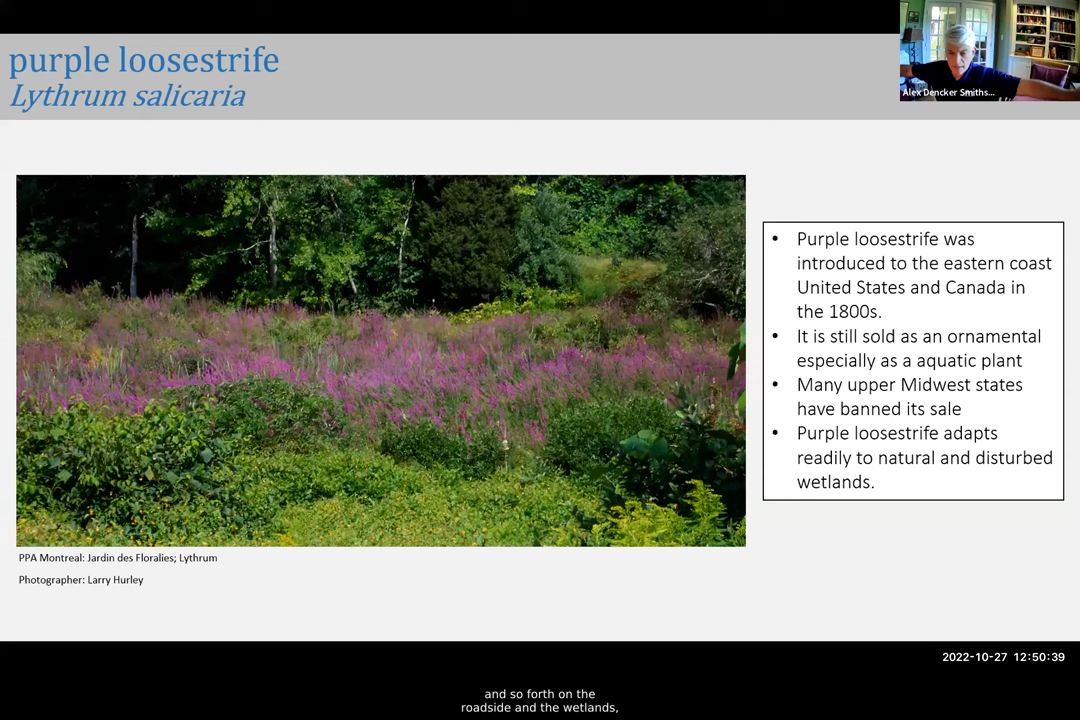 purple loosestrife
Lythrum salicaria
Alex Dencker Smiths...
• Purple loosestrife was
introduced to the eastern coast
United States and Canada in
the 1800s.
• It is still sold as an ornamental
especially as a aquatic plant
• Many upper Midwest states
have banned its sale
• Purple loosestrife adapts
readily to natural and disturbed
wetlands.
PPA Montreal: Jardin des Floralies; Lythrum
Photographer: Larry Hurley
2022-10-27 12:50:39
and so forth on the
roadside and the wetlands,